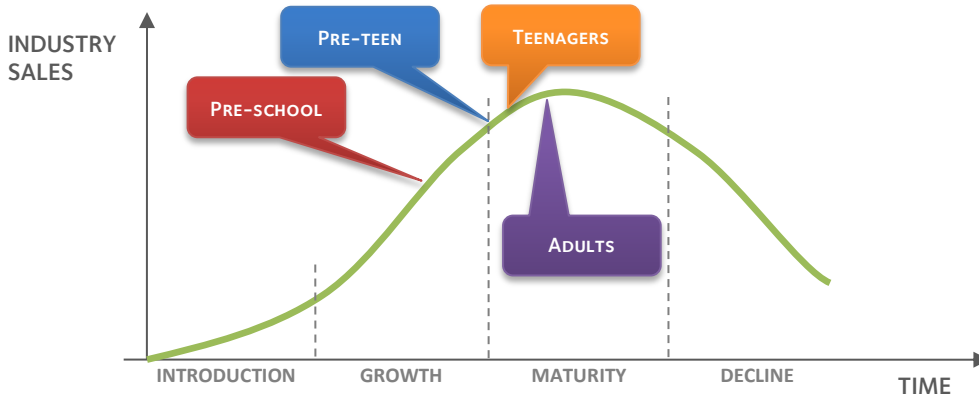 INDUSTRY
SALES
PRE-TEEN
TEENAGERS
PRE-SCHOOL
ADULTS
INTRODUCTION
GROWTH
MATURITY
DECLINE
TIME